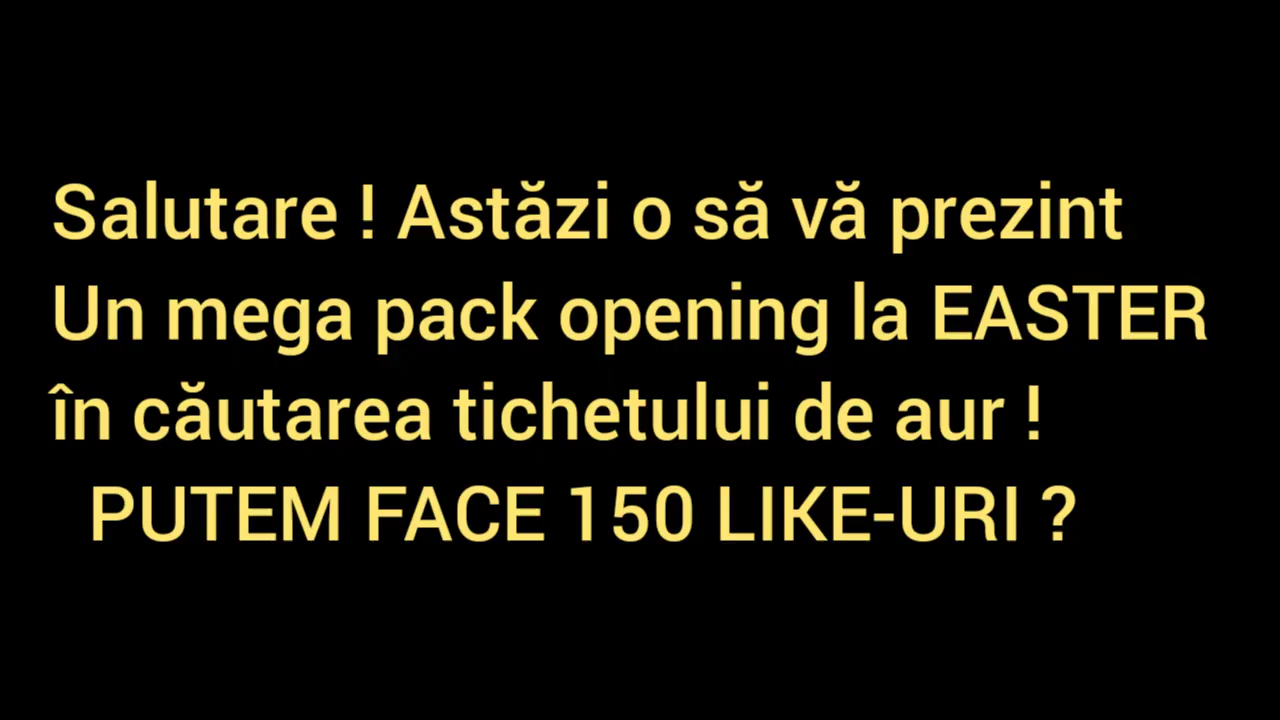 Salutare ! Astăzi o să vă prezint
Un mega pack opening la EASTER
în căutarea tichetului de aur !
PUTEM FACE 150 LIKE-URI ?